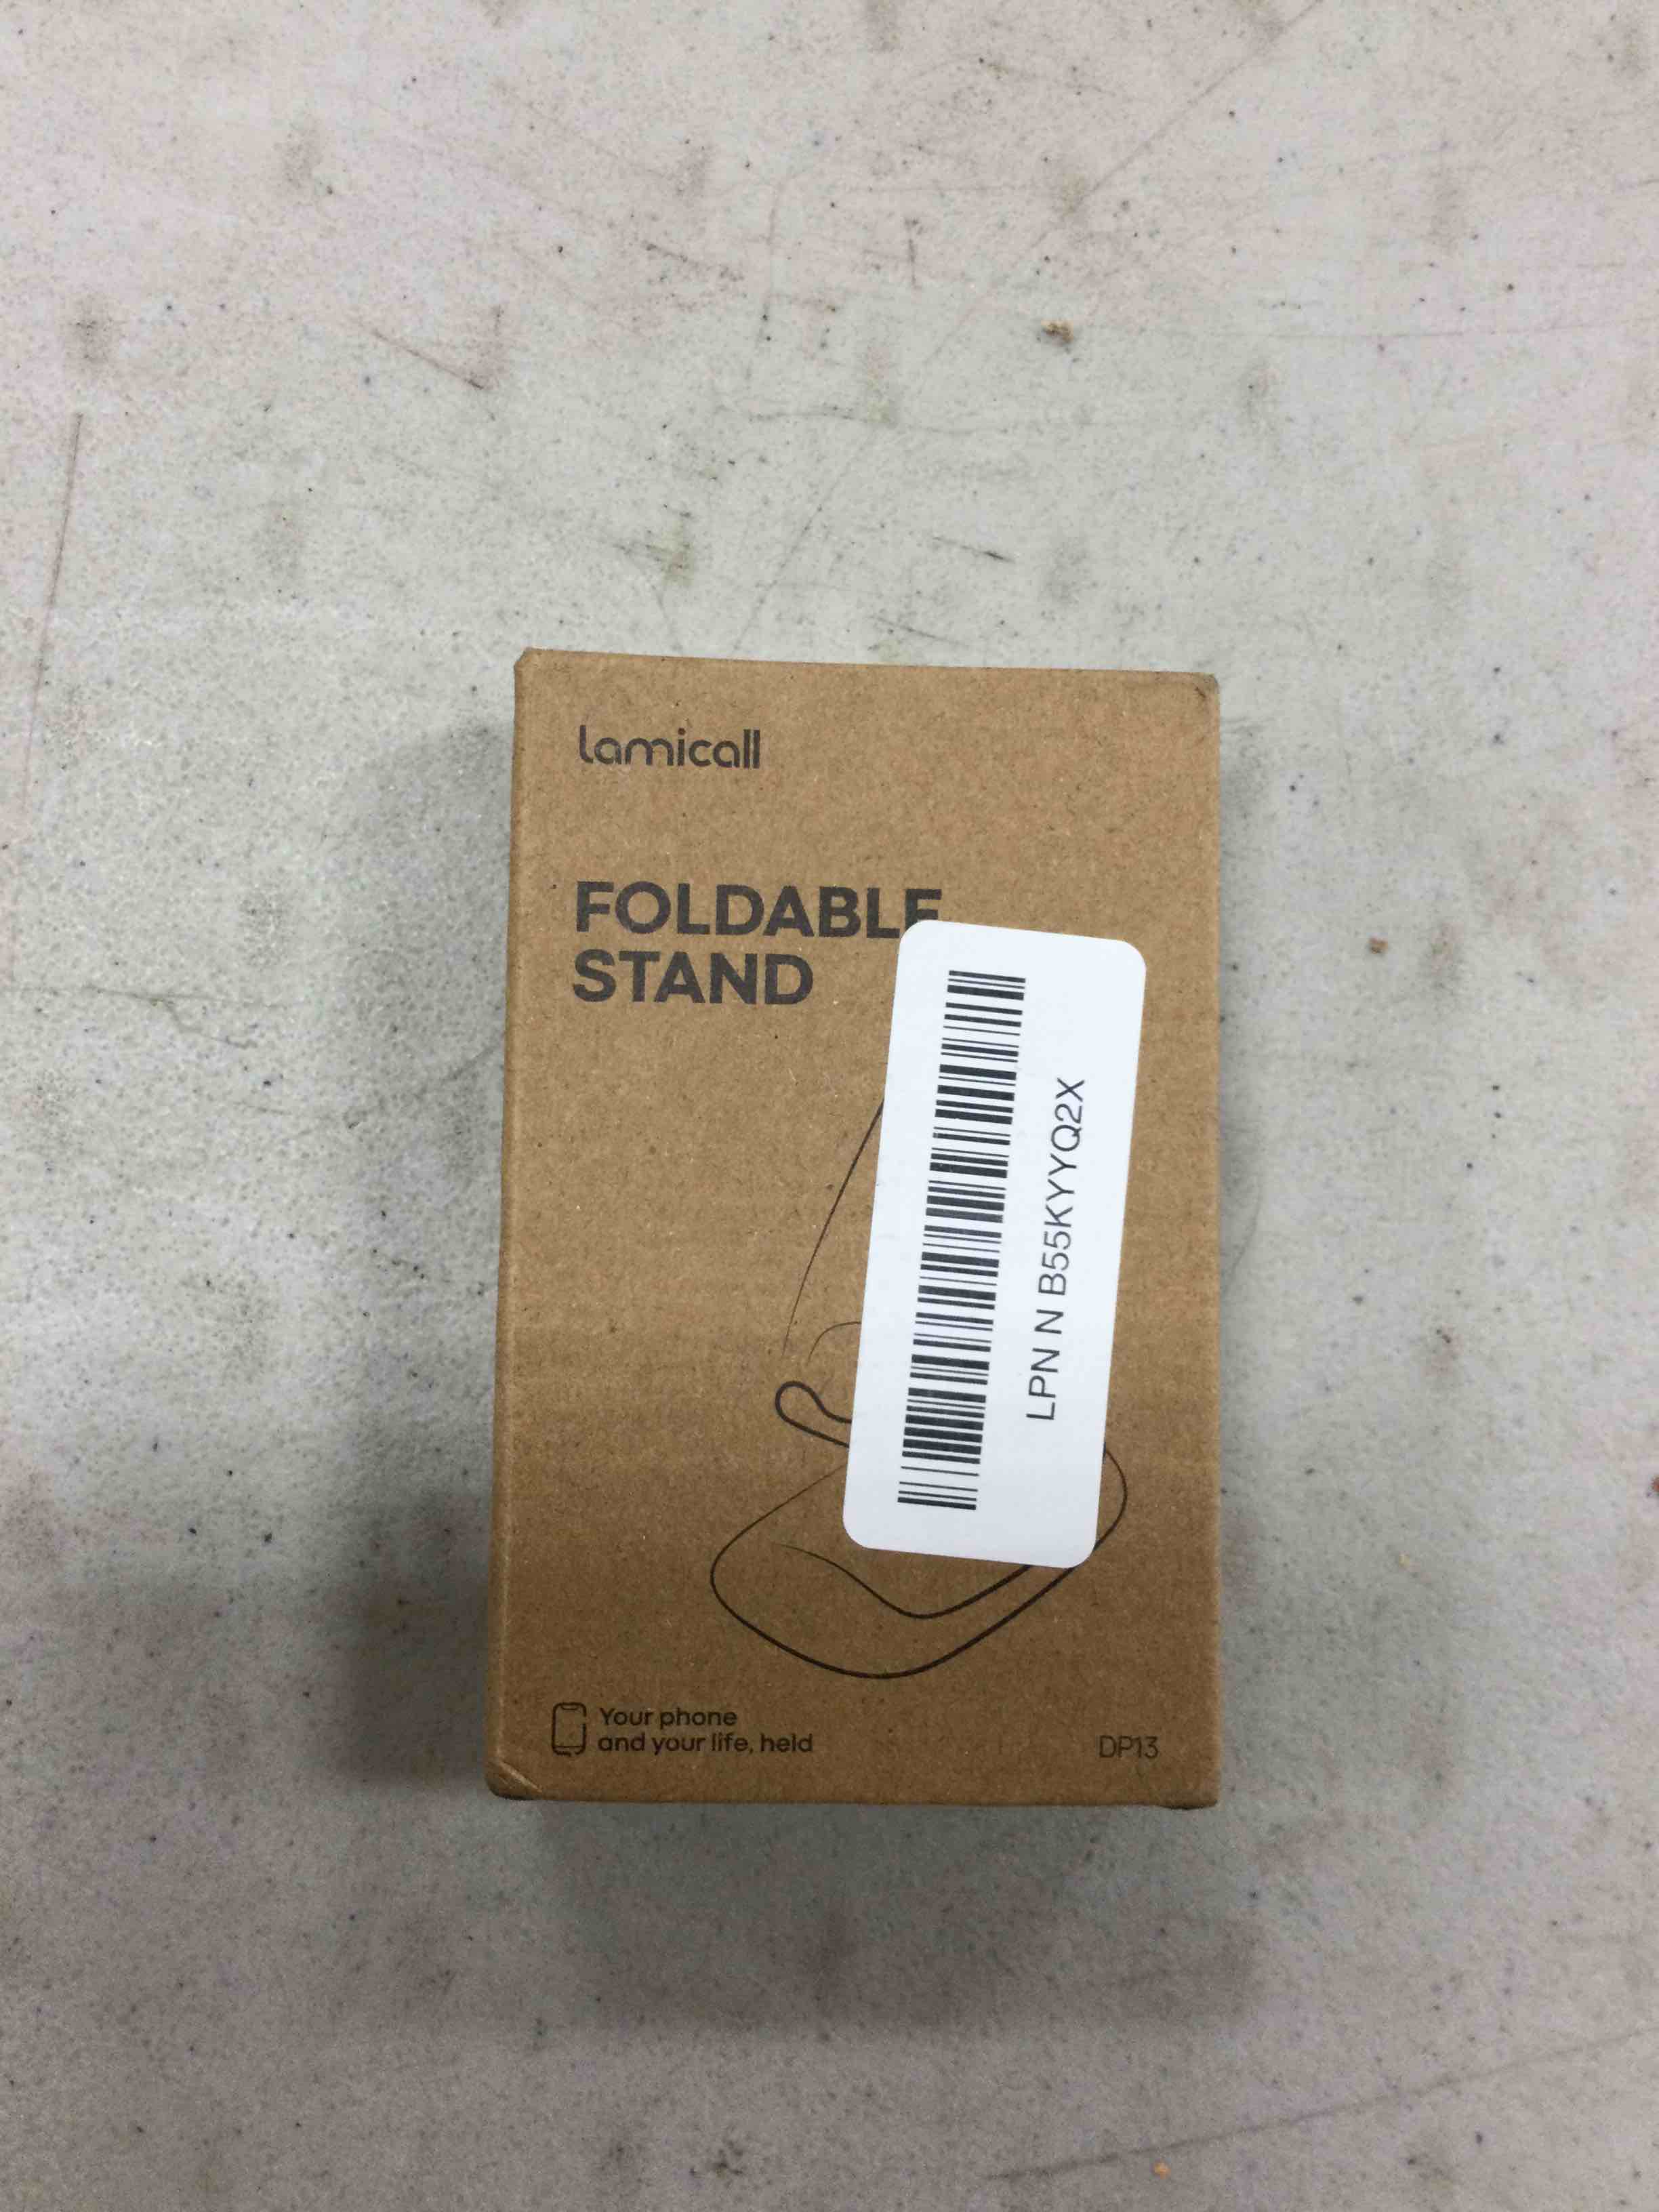 lamicall
FOLDABLE
STAND
LPN N B55KYYQ2X
Your phone
and your life, held
DP13